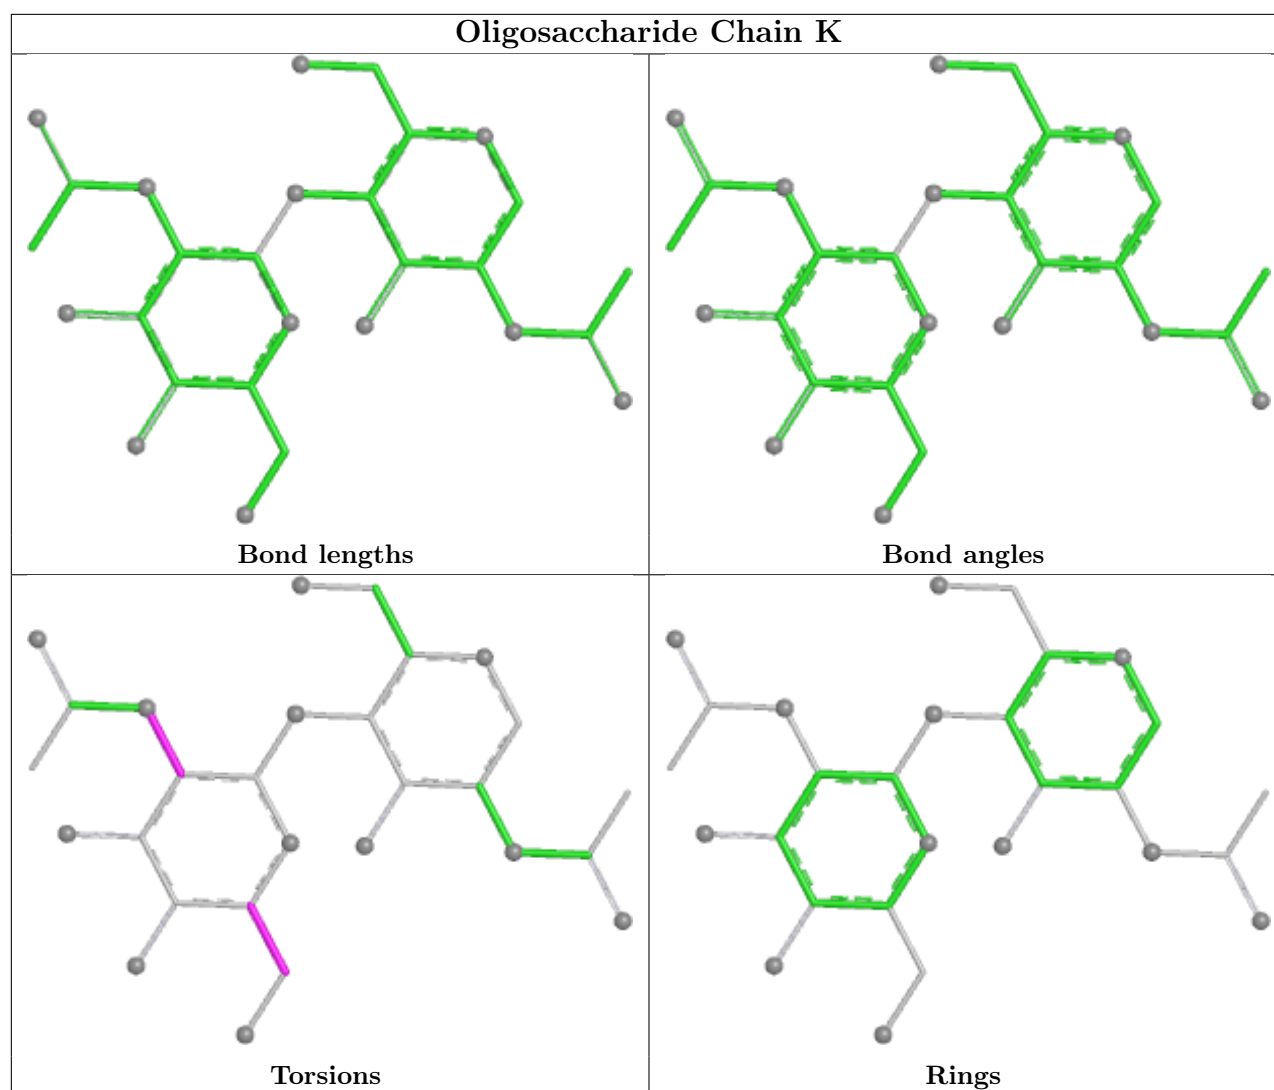 Oligosaccharide Chain K
Bond lengths
Bond angles
Torsions
Rings